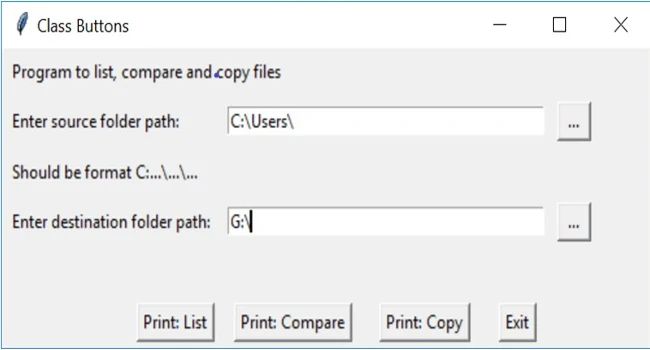 Class Buttons
Program to list, compare and copy files
Enter source folder path: C:\Users\ ...
Should be format C:...\...\...
Enter destination folder path: G:\ ...
Print: List Print: Compare Print: Copy Exit